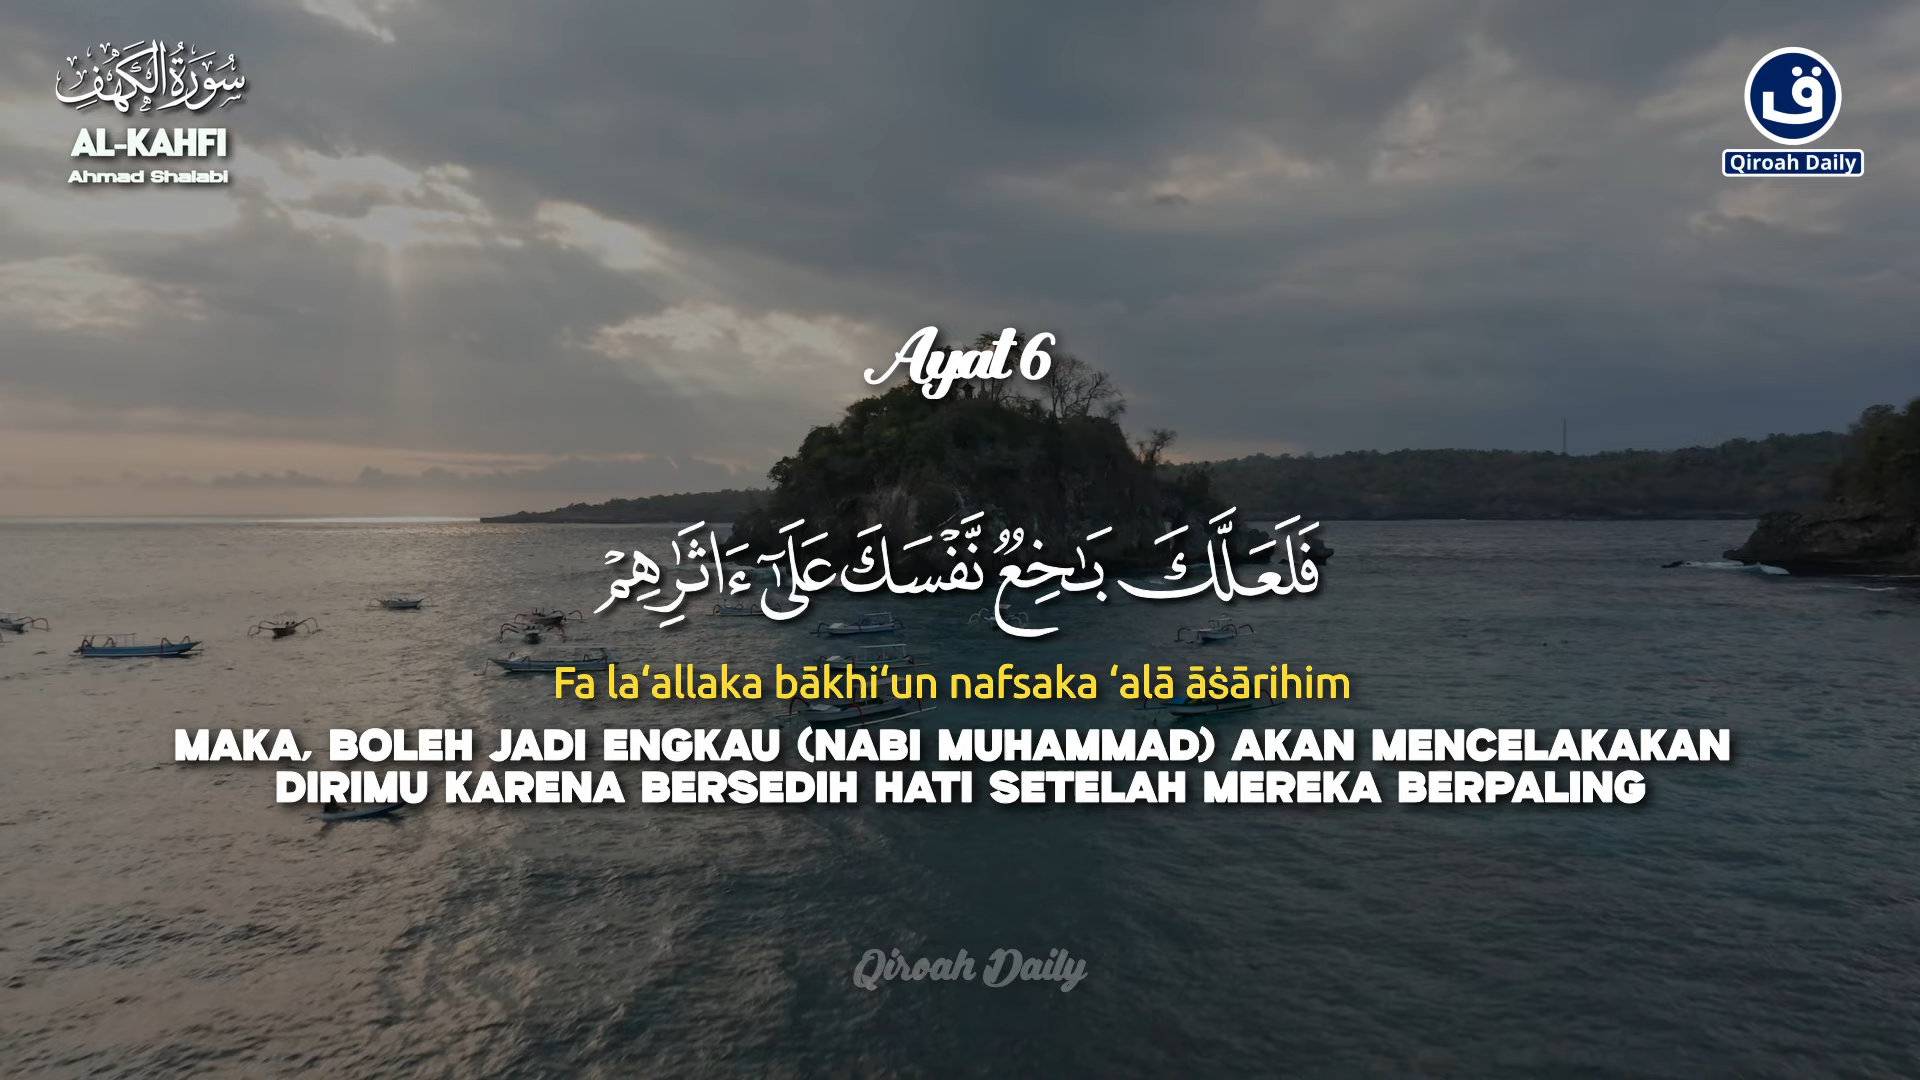 سُورَةُ الكَهْفِ
AL-KAHFI
Ahmad Shalabi
ق
Qiroah Daily
Ayat 6
فَلَعَلَّكَ بَـٰخِعٌۭ نَّفْسَكَ عَلَىٰٓ ءَاثَـٰرِهِمْ
Fa la‘allaka bākhi‘un nafsaka ‘alā āṡārihim
MAKA, BOLEH JADI ENGKAU (NABI MUHAMMAD) AKAN MENCELAKAKAN
DIRIMU KARENA BERSEDIH HATI SETELAH MEREKA BERPALING
Qiroah Daily